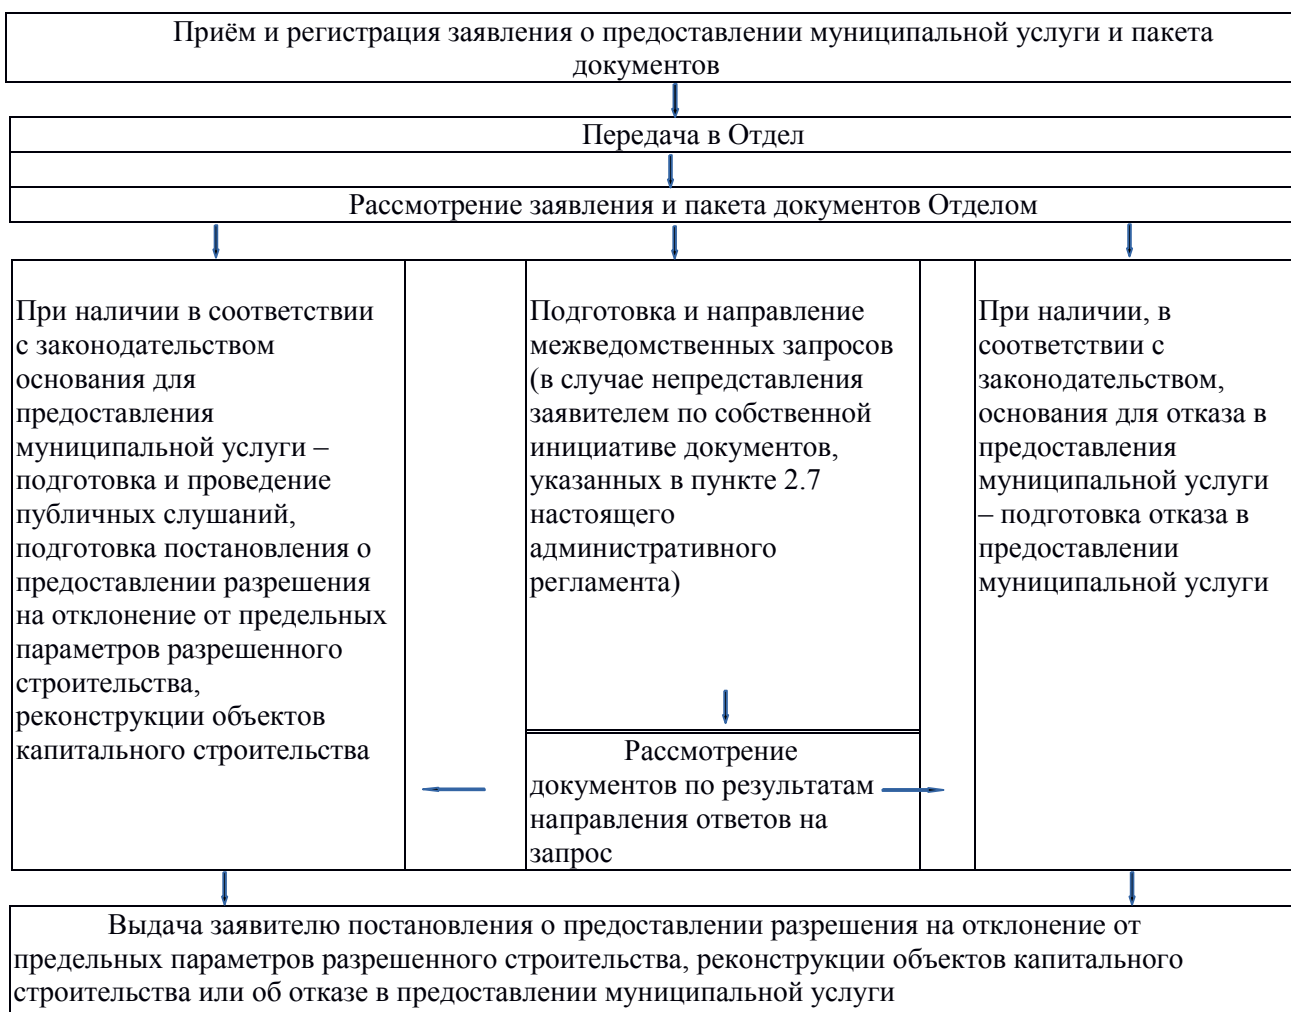 Приём и регистрация заявления о предоставлении муниципальной услуги и пакета
документов
Передача в Отдел
Рассмотрение заявления и пакета документов Отделом
При наличии в соответствии
с законодательством
основания для
предоставления
муниципальной услуги –
подготовка и проведение
публичных слушаний,
подготовка постановления о
предоставлении разрешения
на отклонение от предельных
параметров разрешенного
строительства,
реконструкции объектов
капитального строительства
Подготовка и направление
межведомственных запросов
(в случае непредставления
заявителем по собственной
инициативе документов,
указанных в пункте 2.7
настоящего
административного
регламента)
Рассмотрение
документов по результатам
направления ответов на
запрос
При наличии, в
соответствии с
законодательством,
основания для отказа в
предоставления
муниципальной услуги
– подготовка отказа в
предоставлении
муниципальной услуги
Выдача заявителю постановления о предоставлении разрешения на отклонение от
предельных параметров разрешенного строительства, реконструкции объектов капитального
строительства или об отказе в предоставлении муниципальной услуги